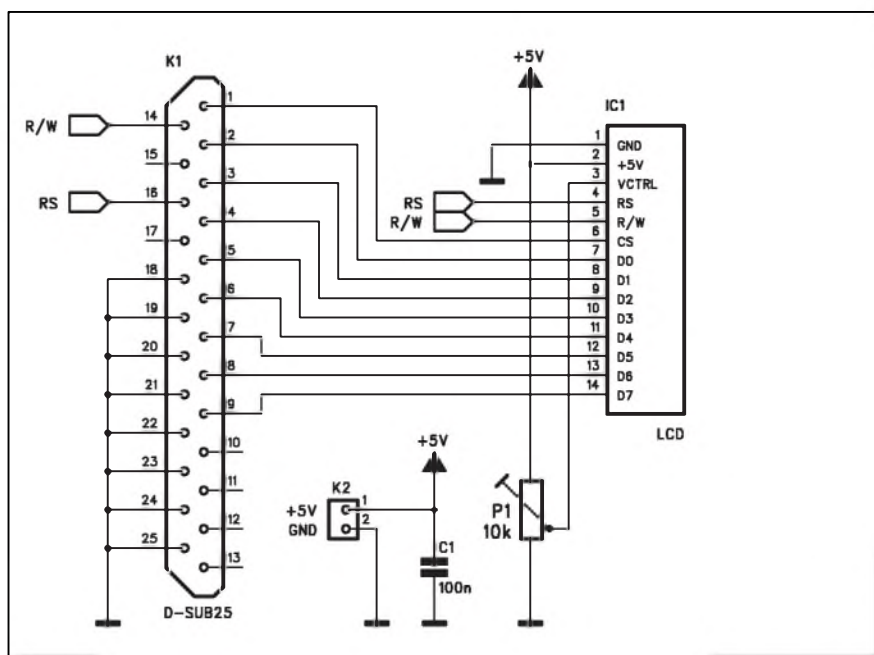 K1
+5V
IC1
R/W
14
1
15
2
RS
16
3
17
4
18
5
19
6
20
7
21
8
22
9
23
10
24
11
25
12
13
D-SUB25
RS
R/W
1
GND
2
+5V
3
VCTRL
4
RS
5
R/W
6
CS
7
D0
8
D1
9
D2
10
D3
11
D4
12
D5
13
D6
14
D7
LCD
+5V
K2
+5V
1
GND
2
C1
100n
P1
10k